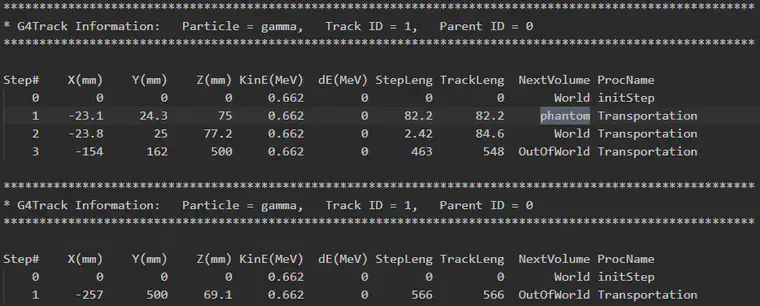 *********************************************************************************************************
* G4Track Information:   Particle = gamma,   Track ID = 1,   Parent ID = 0
*********************************************************************************************************
Step#    X(mm)    Y(mm)    Z(mm) KinE(MeV)  dE(MeV) StepLeng TrackLeng  NextVolume ProcName
    0        0        0        0     0.662        0        0         0       World initStep
    1    -23.1     24.3       75     0.662        0     82.2      82.2     phantom Transportation
    2    -23.8       25     77.2     0.662        0     2.42      84.6       World Transportation
    3     -154      162      500     0.662        0      463       548  OutOfWorld Transportation
*********************************************************************************************************
* G4Track Information:   Particle = gamma,   Track ID = 1,   Parent ID = 0
*********************************************************************************************************
Step#    X(mm)    Y(mm)    Z(mm) KinE(MeV)  dE(MeV) StepLeng TrackLeng  NextVolume ProcName
    0        0        0        0     0.662        0        0         0       World initStep
    1     -257      500     69.1     0.662        0      566       566  OutOfWorld Transportation